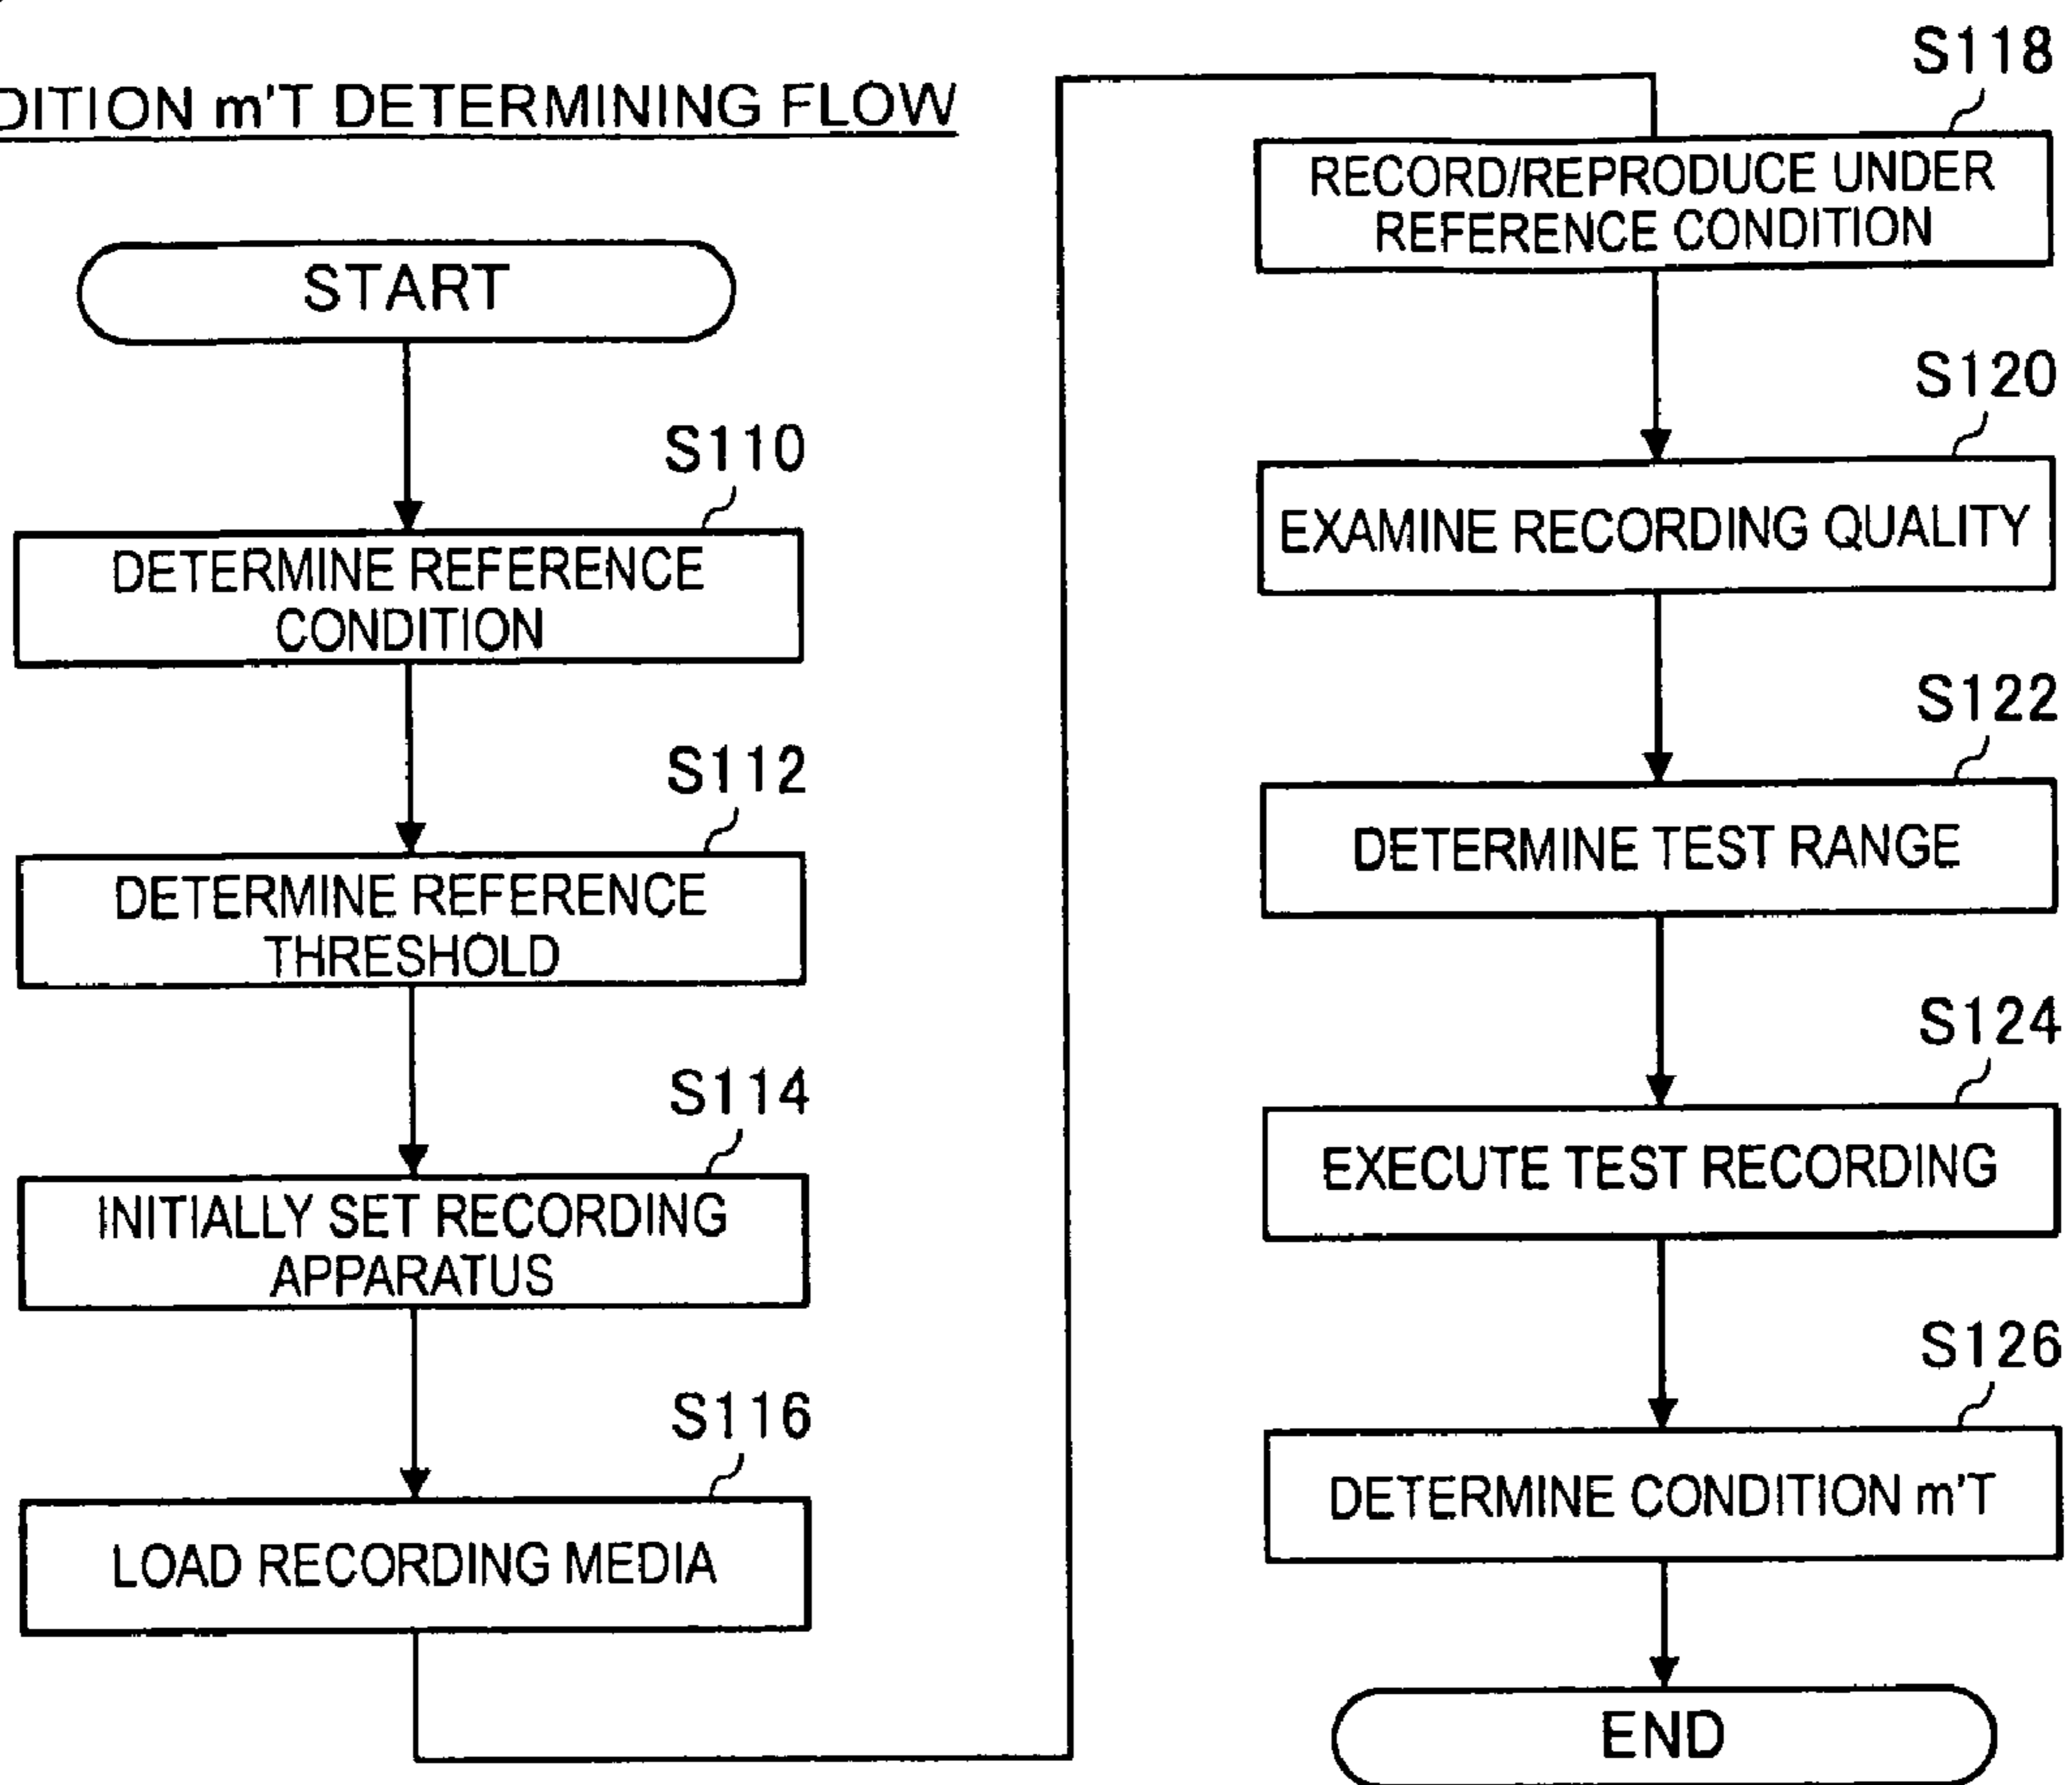 DITION m'T DETERMINING FLOW
START
S110
DETERMINE REFERENCE
CONDITION
S112
DETERMINE REFERENCE
THRESHOLD
S114
INITIALLY SET RECORDING
APPARATUS
S116
LOAD RECORDING MEDIA
S118
RECORD/REPRODUCE UNDER
REFERENCE CONDITION
S120
EXAMINE RECORDING QUALITY
S122
DETERMINE TEST RANGE
S124
EXECUTE TEST RECORDING
S126
DETERMINE CONDITION m'T
END